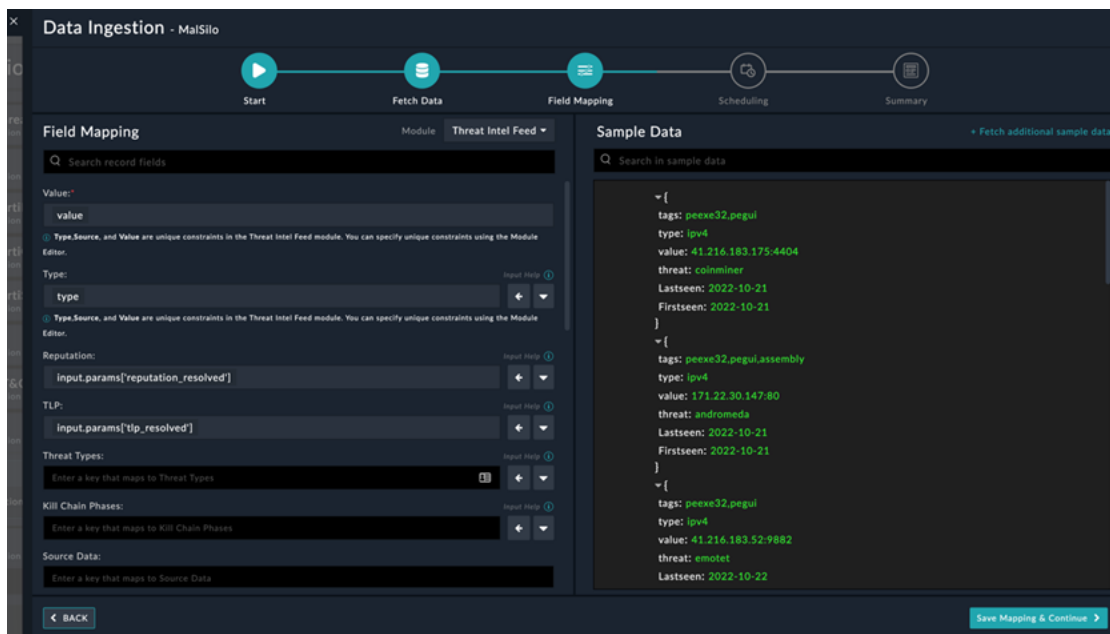 Data Ingestion - MalSilo
Start
Fetch Data
Field Mapping
Scheduling
Summary
Field Mapping
Module
Threat Intel Feed
Search record fields
Value:*
value
Type,Source, and Value are unique constraints in the Threat Intel Feed module. You can specify unique constraints using the Module
Editor.
Type:
Input Help
type
Type,Source, and Value are unique constraints in the Threat Intel Feed module. You can specify unique constraints using the Module
Editor.
Reputation:
Input Help
input.params['reputation_resolved']
TLP:
Input Help
input.params['tlp_resolved']
Threat Types:
Input Help
Enter a key that maps to Threat Types
Kill Chain Phases:
Input Help
Enter a key that maps to Kill Chain Phases
Source Data:
Enter a key that maps to Source Data
Sample Data
+ Fetch additional sample data
Search in sample data
{
tags: peexe32,pegui
type: ipv4
value: 41.216.183.175:4404
threat: coinminer
Lastseen: 2022-10-21
Firstseen: 2022-10-21
}
{
tags: peexe32,pegui,assembly
type: ipv4
value: 171.22.30.147:80
threat: andromeda
Lastseen: 2022-10-21
Firstseen: 2022-10-21
}
{
tags: peexe32,pegui
type: ipv4
value: 41.216.183.52:9882
threat: emotet
Lastseen: 2022-10-22
BACK
Save Mapping & Continue